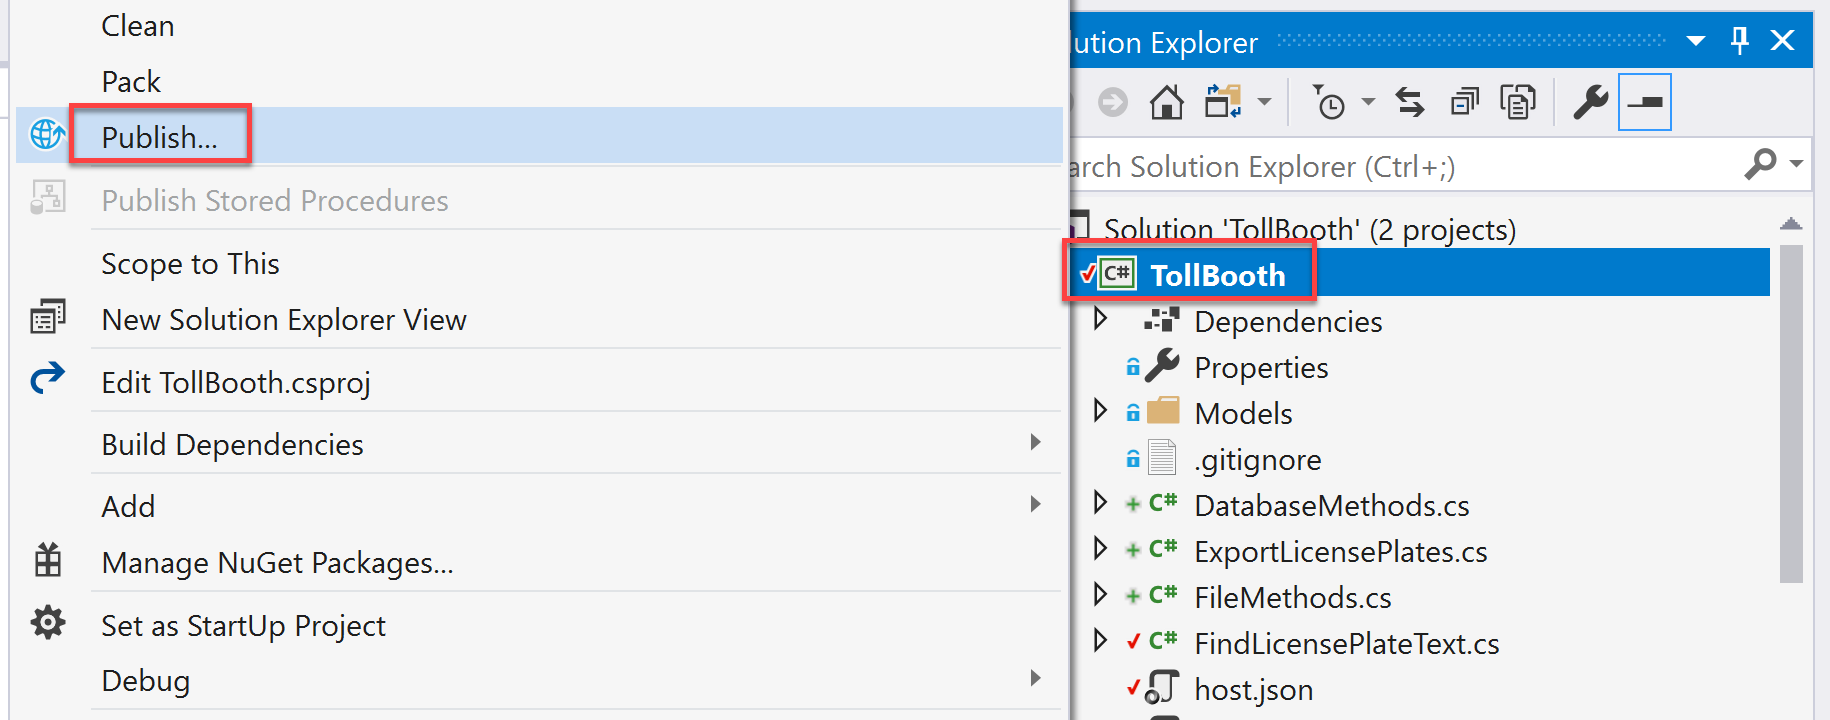 Clean
Pack
Publish...
Publish Stored Procedures
Scope to This
New Solution Explorer View
Edit TollBooth.csproj
Build Dependencies
Add
Manage NuGet Packages...
Set as StartUp Project
Debug
ution Explorer
arch Solution Explorer (Ctrl+;)
Solution 'TollBooth' (2 projects)
C# TollBooth
Dependencies
Properties
Models
.gitignore
C# DatabaseMethods.cs
C# ExportLicensePlates.cs
C# FileMethods.cs
C# FindLicensePlateText.cs
host.json